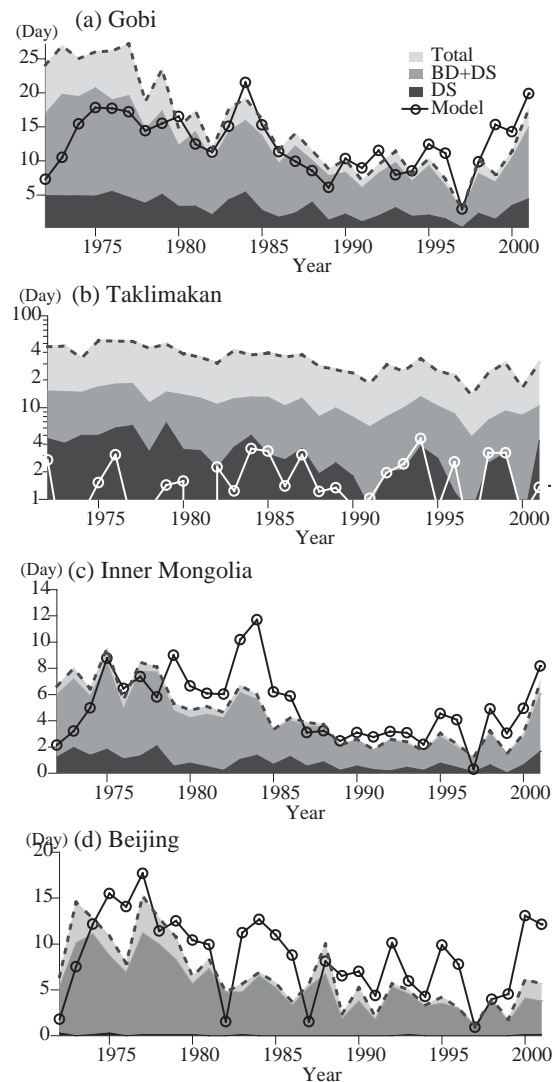 (Day) (a) Gobi
25
20
15
10
5
Total
BD+DS
DS
Model
1975 1980 1985 1990 1995 2000
Year
(Day) (b) Taklimakan
100
4
2
10
4
2
1
1975 1980 1985 1990 1995 2000
Year
(Day) (c) Inner Mongolia
14
12
10
8
6
4
2
0
1975 1980 1985 1990 1995 2000
Year
(Day) (d) Beijing
20
15
10
5
0
1975 1980 1985 1990 1995 2000
Year